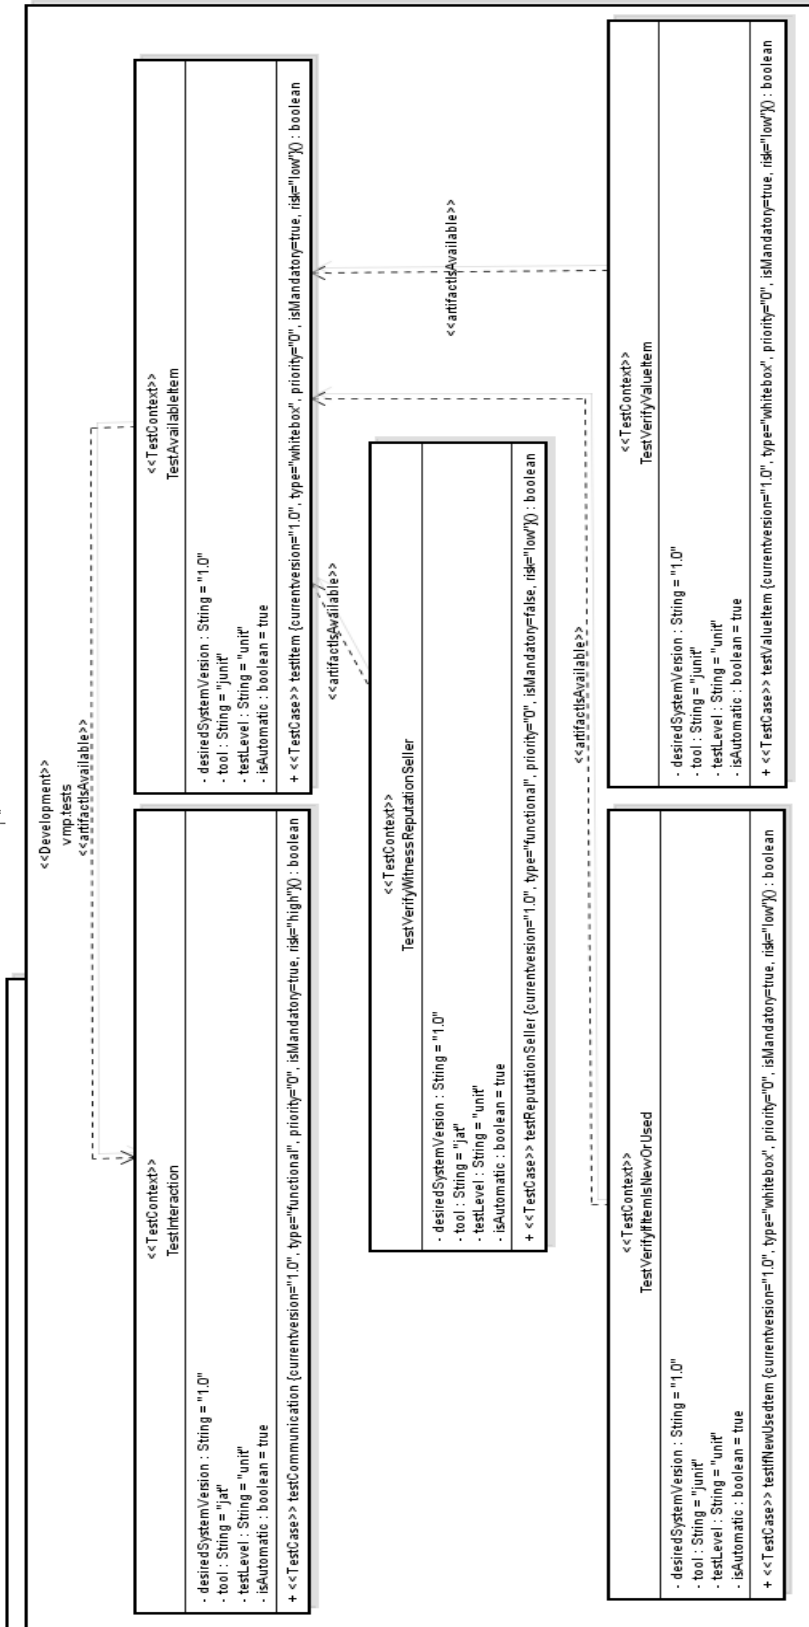 <<Development>>
vmp.tests
<<artifactIsAvailable>>
<<TestContext>>
TestInteraction
- desiredSystemVersion : String = "1.0"
- tool : String = "jat"
- testLevel : String = "unit"
- isAutomatic : boolean = true
+ <<TestCase>> testCommunication {currentversion="1.0", type="functional", priority="0", isMandatory=true, risk="high"}() : boolean
<<TestContext>>
TestAvailableItem
- desiredSystemVersion : String = "1.0"
- tool : String = "junit"
- testLevel : String = "unit"
- isAutomatic : boolean = true
+ <<TestCase>> testItem {currentversion="1.0", type="whitebox", priority="0", isMandatory=true, risk="low"}() : boolean
<<artifactIsAvailable>>
<<TestContext>>
TestVerifyWitnessReputationSeller
- desiredSystemVersion : String = "1.0"
- tool : String = "jat"
- testLevel : String = "unit"
- isAutomatic : boolean = true
+ <<TestCase>> testReputationSeller {currentversion="1.0", type="functional", priority="0", isMandatory=false, risk="low"}() : boolean
<<artifactIsAvailable>>
<<artifactIsAvailable>>
<<TestContext>>
TestVerifyIfItemIsNewOrUsed
- desiredSystemVersion : String = "1.0"
- tool : String = "junit"
- testLevel : String = "unit"
- isAutomatic : boolean = true
+ <<TestCase>> testIfNewUsedItem {currentversion="1.0", type="whitebox", priority="0", isMandatory=true, risk="low"}() : boolean
<<TestContext>>
TestVerifyValueItem
- desiredSystemVersion : String = "1.0"
- tool : String = "junit"
- testLevel : String = "unit"
- isAutomatic : boolean = true
+ <<TestCase>> testValueItem {currentversion="1.0", type="whitebox", priority="0", isMandatory=true, risk="low"}() : boolean